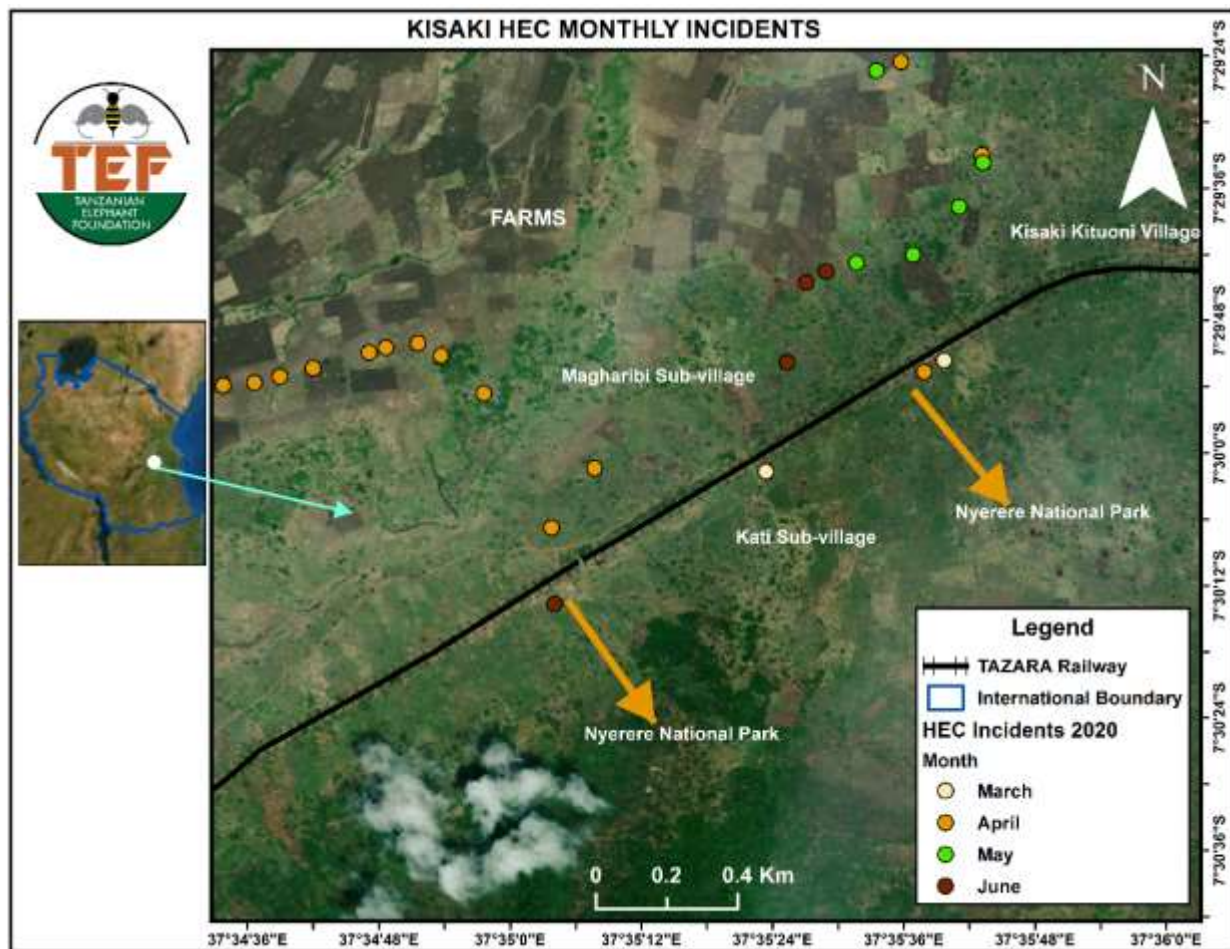 KISAKI HEC MONTHLY INCIDENTS
TEF
TANZANIAN
ELEPHANT
FOUNDATION
N
FARMS
Kisaki Kituoni Village
Magharibi Sub-village
Nyerere National Park
Kati Sub-village
Nyerere National Park
Legend
TAZARA Railway
International Boundary
HEC Incidents 2020
Month
March
April
May
June
0 0.2 0.4 Km
7°29'24"S
7°29'36"S
7°29'48"S
7°30'0"S
7°30'12"S
7°30'24"S
7°30'36"S
37°34'36"E 37°34'48"E 37°35'0"E 37°35'12"E 37°35'24"E 37°35'36"E 37°35'48"E 37°36'0"E